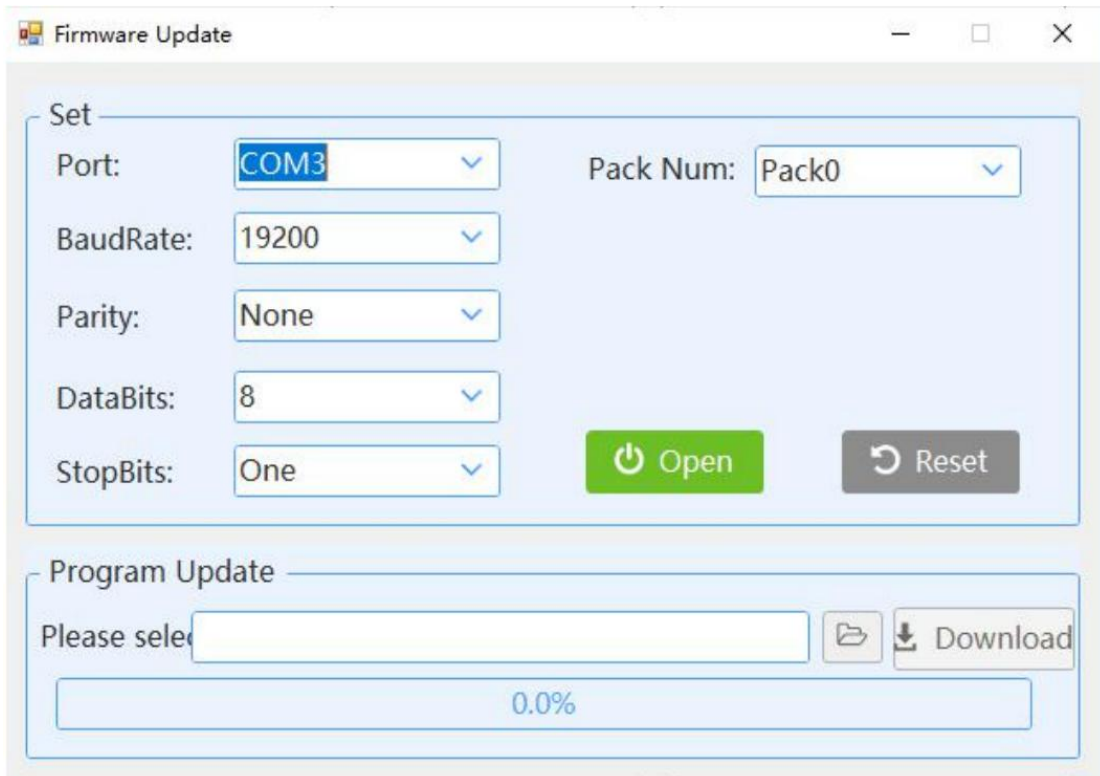 Firmware Update
Set
Port: COM3 Pack Num: Pack0
BaudRate: 19200
Parity: None
DataBits: 8
StopBits: One
Open Reset
Program Update
Please selec
Download
0.0%